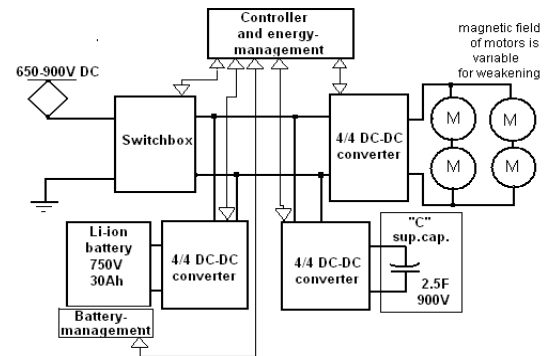 Controller
and energy-
management
magnetic field
of motors is
variable
for weakening
650-900V DC
Switchbox
4/4 DC-DC
converter
M
M
M
M
Li-ion
battery
750V
30Ah
4/4 DC-DC
converter
4/4 DC-DC
converter
"C"
sup.cap.
2.5F
900V
Battery-
management